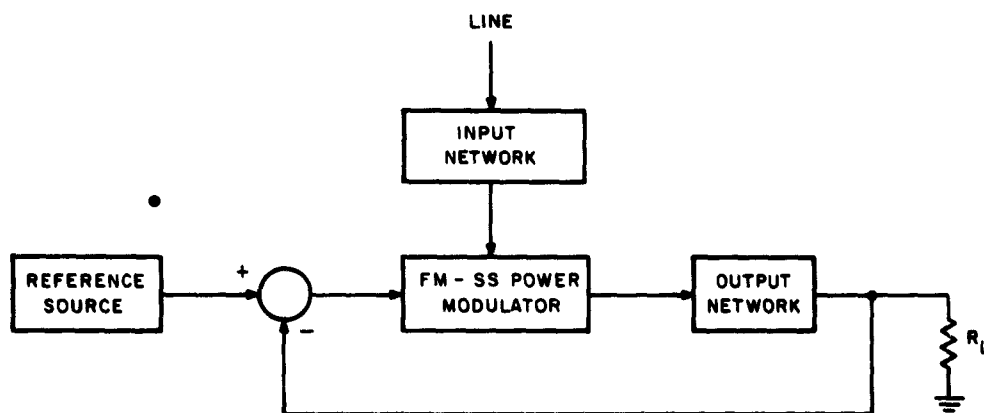 LINE
INPUT
NETWORK
REFERENCE
SOURCE
+
−
FM - SS POWER
MODULATOR
OUTPUT
NETWORK
R